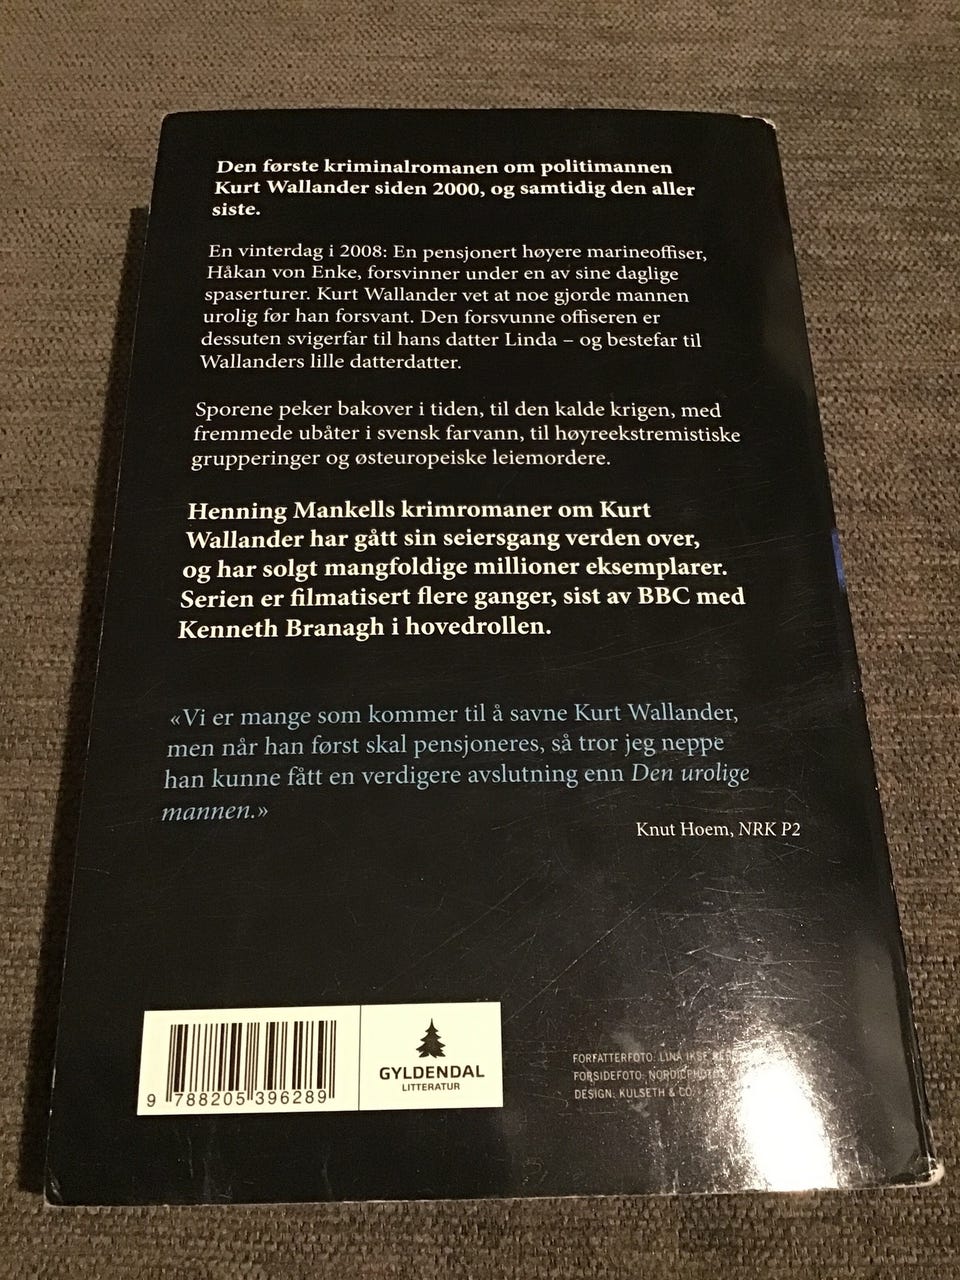 Den første kriminalromanen om politimannen
Kurt Wallander siden 2000, og samtidig den aller
siste.
En vinterdag i 2008: En pensjonert høyere marineoffiser,
Håkan von Enke, forsvinner under en av sine daglige
spaserturer. Kurt Wallander vet at noe gjorde mannen
urolig før han forsvant. Den forsvunne offiseren er
dessuten svigerfar til hans datter Linda – og bestefar til
Wallanders lille datterdatter.
Sporene peker bakover i tiden, til den kalde krigen, med
fremmede ubåter i svensk farvann, til høyreekstremistiske
grupperinger og østeuropeiske leiemordere.
Henning Mankells krimromaner om Kurt
Wallander har gått sin seiersgang verden over,
og har solgt mangfoldige millioner eksemplarer.
Serien er filmatisert flere ganger, sist av BBC med
Kenneth Branagh i hovedrollen.
«Vi er mange som kommer til å savne Kurt Wallander,
men når han først skal pensjoneres, så tror jeg neppe
han kunne fått en verdigere avslutning enn Den urolige
mannen.»
Knut Hoem, NRK P2
9 788205 396289
GYLDENDAL
LITTERATUR
FORFATTERFOTO: LINA
FORSIDEFOTO:
DESIGN: KULSETH & CO.